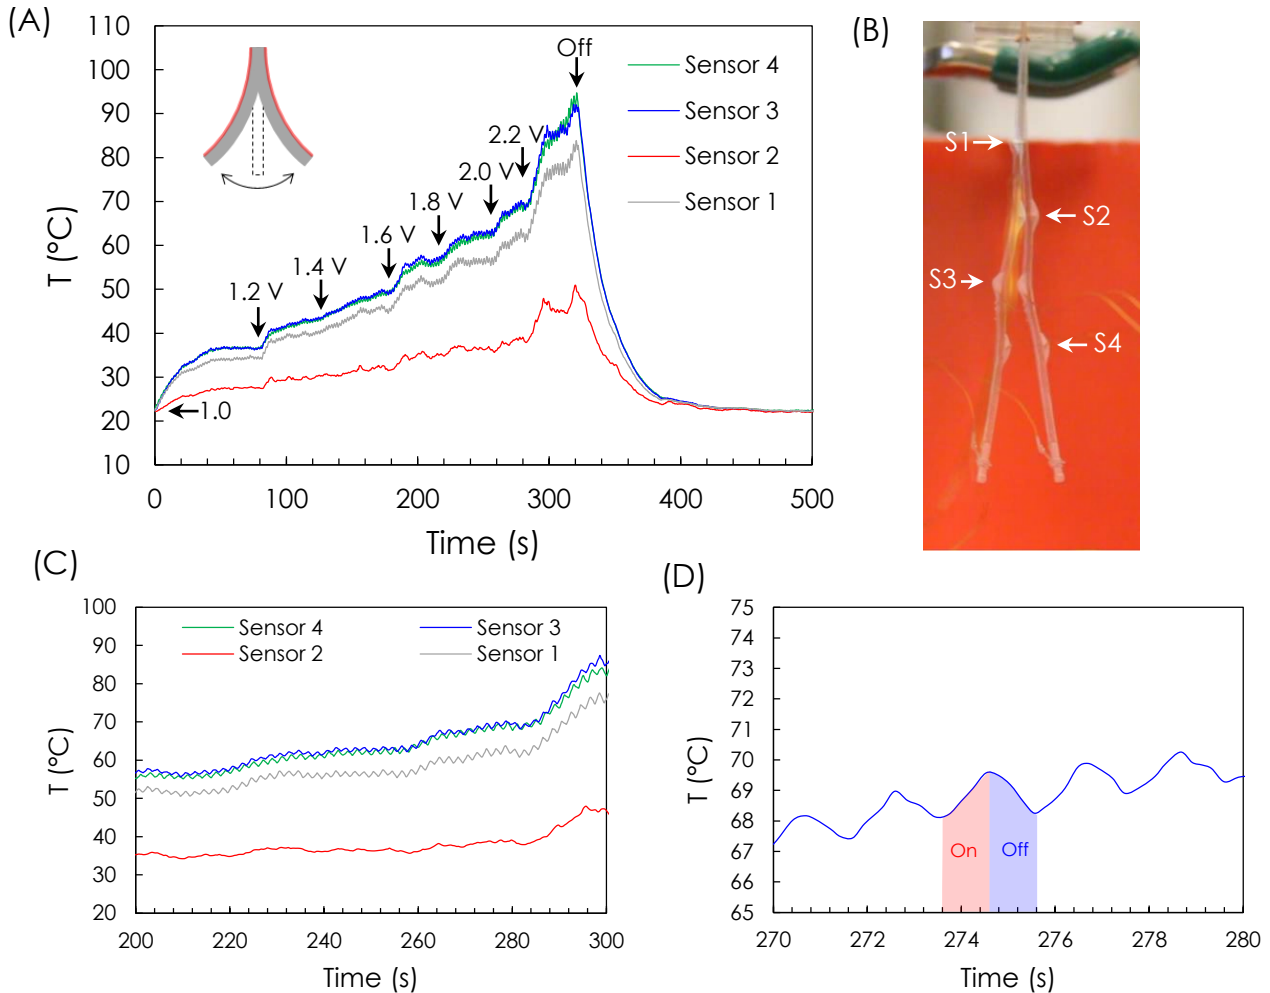 (A)
110
100
90
80
70
60
50
40
30
20
10
T (°C)
0
100
200
300
400
500
Time (s)
1.0
1.2 V
1.4 V
1.6 V
1.8 V
2.0 V
2.2 V
Off
Sensor 4
Sensor 3
Sensor 2
Sensor 1
(B)
S1
S2
S3
S4
(C)
100
90
80
70
60
50
40
30
20
T (°C)
Sensor 4
Sensor 3
Sensor 2
Sensor 1
200
220
240
260
280
300
Time (s)
(D)
75
74
73
72
71
70
69
68
67
66
65
T (°C)
On
Off
270
272
274
276
278
280
Time (s)